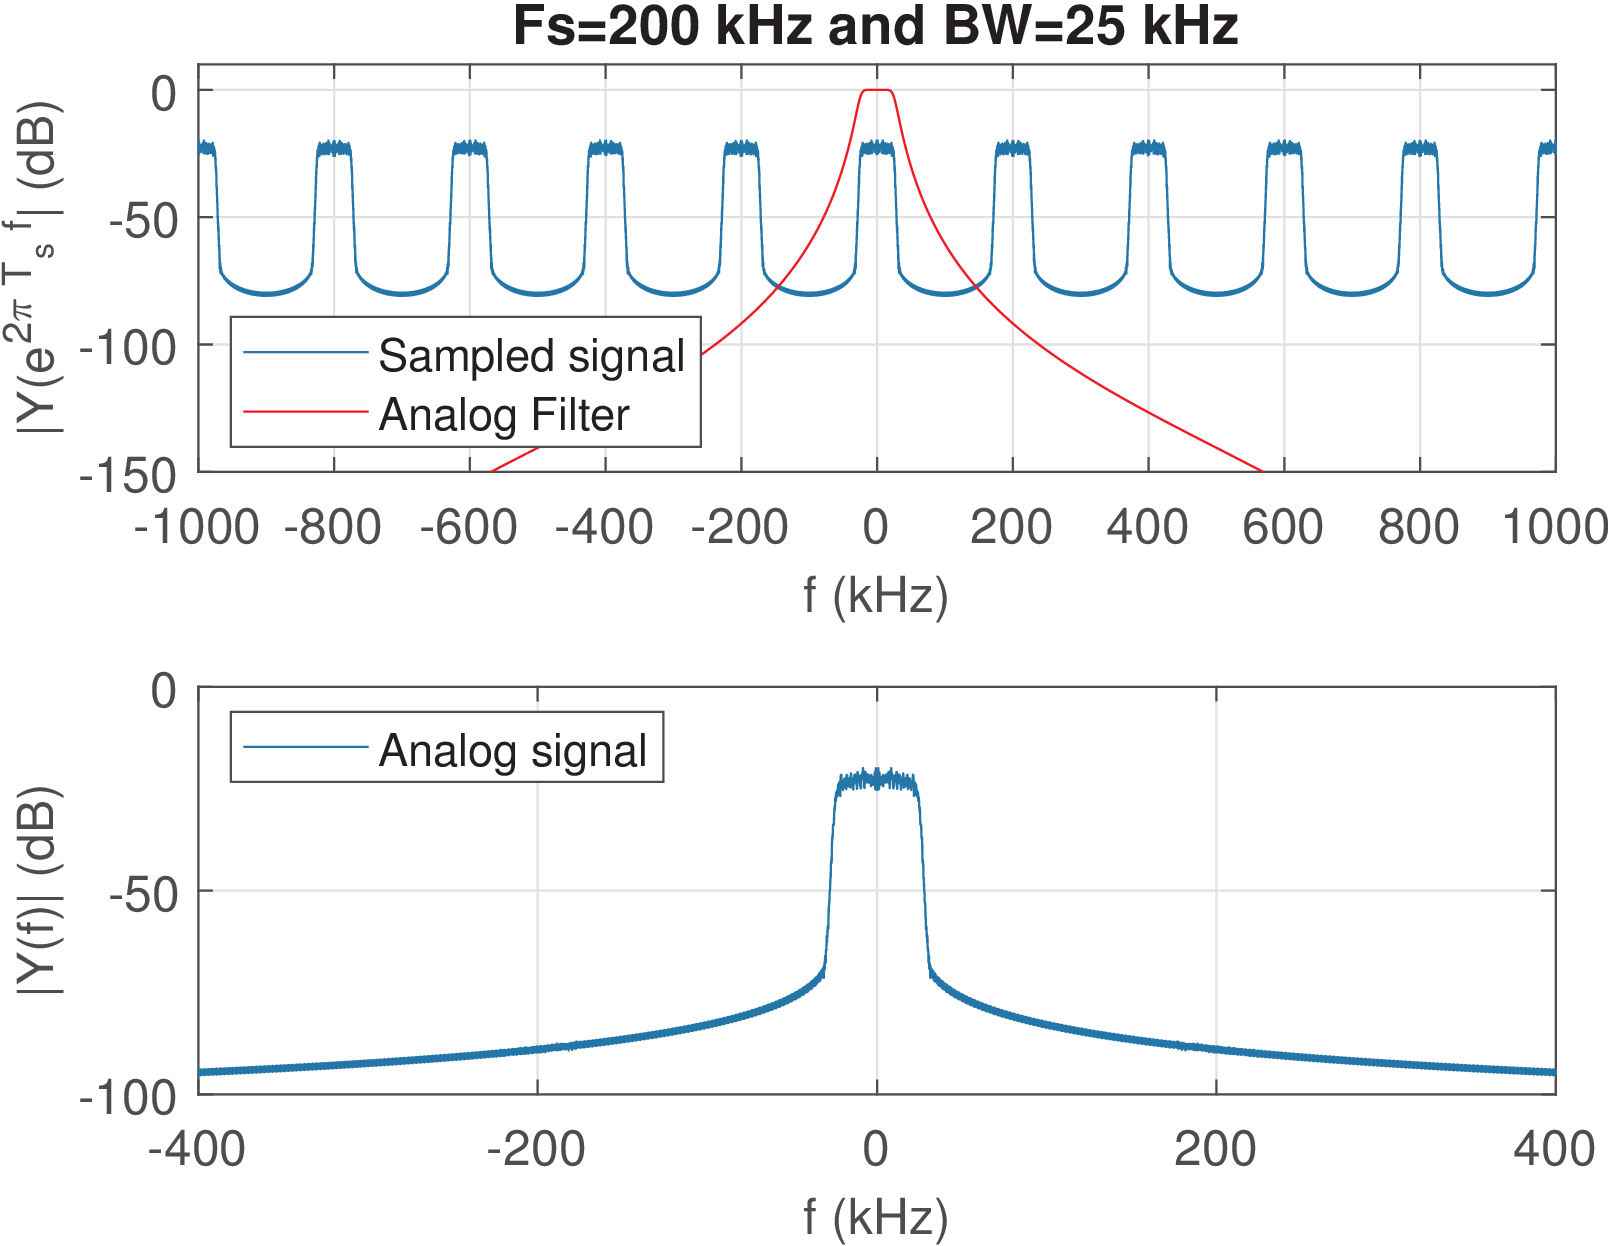 Fs=200 kHz and BW=25 kHz
|Y(e^{2π T_s f}| (dB)
0
-50
-100
-150
Sampled signal
Analog Filter
-1000 -800 -600 -400 -200 0 200 400 600 800 1000
f (kHz)
|Y(f)| (dB)
0
-50
-100
Analog signal
-400 -200 0 200 400
f (kHz)